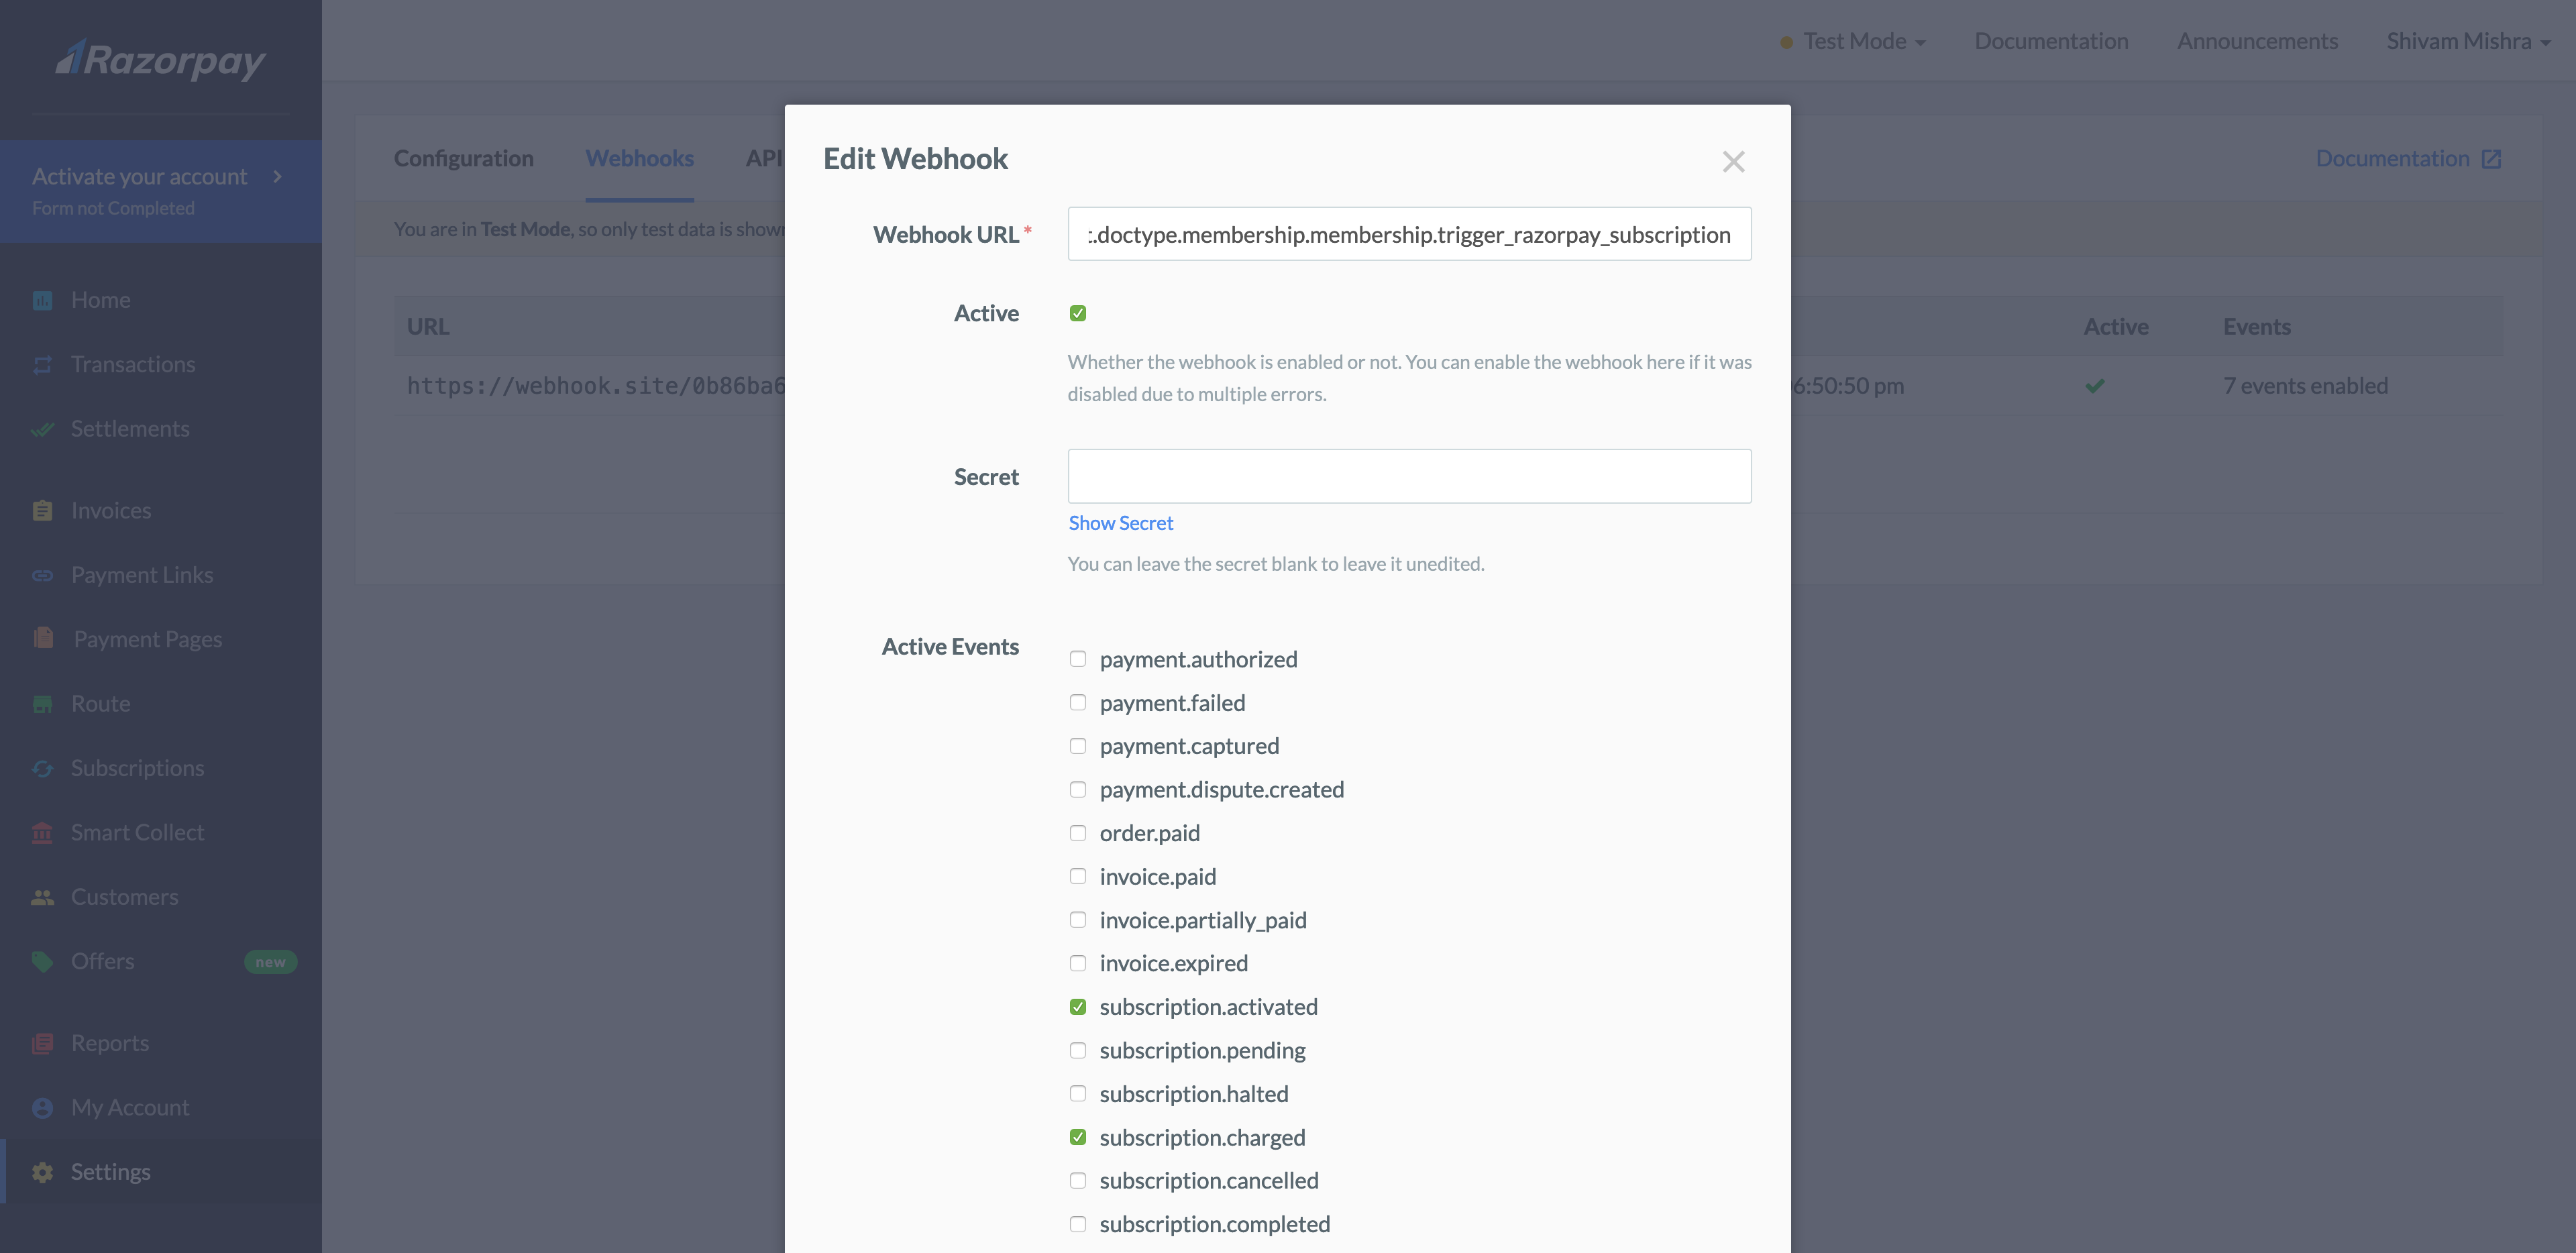 Razorpay
Test Mode
Documentation
Announcements
Shivam Mishra
Activate your account
Form not Completed
Home
Transactions
Settlements
Invoices
Payment Links
Payment Pages
Route
Subscriptions
Smart Collect
Customers
Offers new
Reports
My Account
Settings
Configuration
Webhooks
API
Documentation
You are in Test Mode, so only test data is shown
URL
Active
Events
https://webhook.site/0b86ba6
6:50:50 pm
7 events enabled
Edit Webhook
Webhook URL*
.doctype.membership.membership.trigger_razorpay_subscription
Active
Whether the webhook is enabled or not. You can enable the webhook here if it was
disabled due to multiple errors.
Secret
Show Secret
You can leave the secret blank to leave it unedited.
Active Events
payment.authorized
payment.failed
payment.captured
payment.dispute.created
order.paid
invoice.paid
invoice.partially_paid
invoice.expired
subscription.activated
subscription.pending
subscription.halted
subscription.charged
subscription.cancelled
subscription.completed